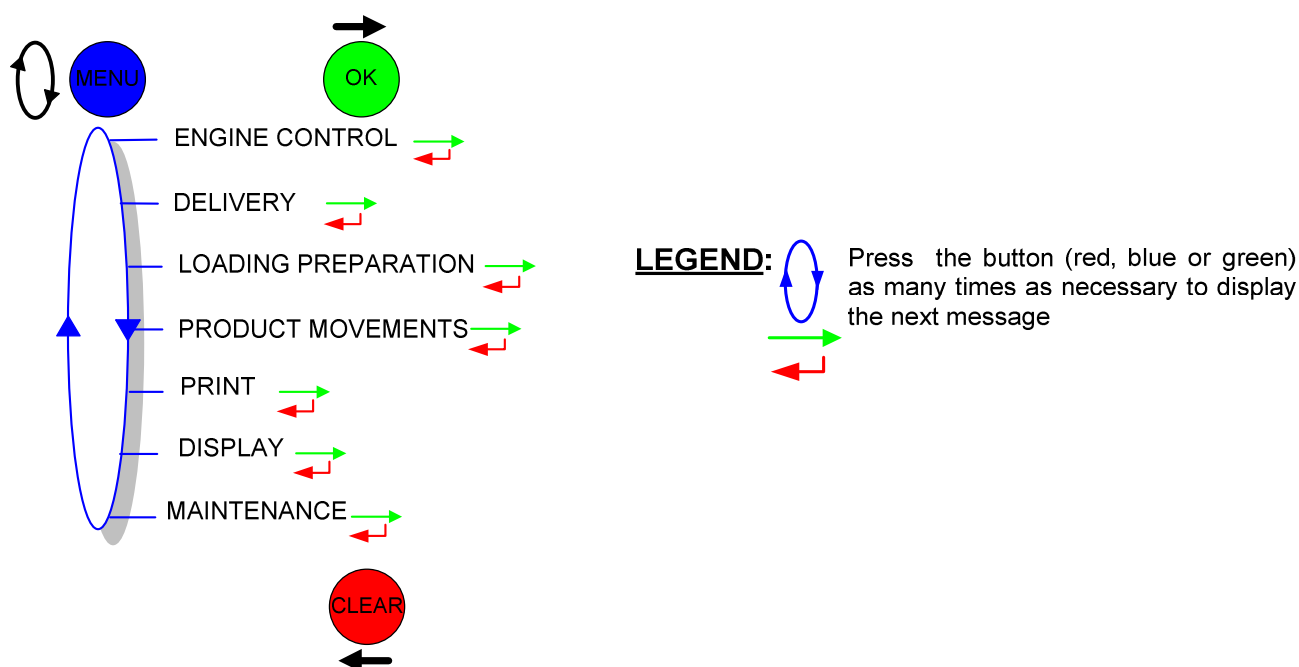 MENU
OK
ENGINE CONTROL
DELIVERY
LOADING PREPARATION
PRODUCT MOVEMENTS
PRINT
DISPLAY
MAINTENANCE
CLEAR
LEGEND:
Press the button (red, blue or green)
as many times as necessary to display
the next message